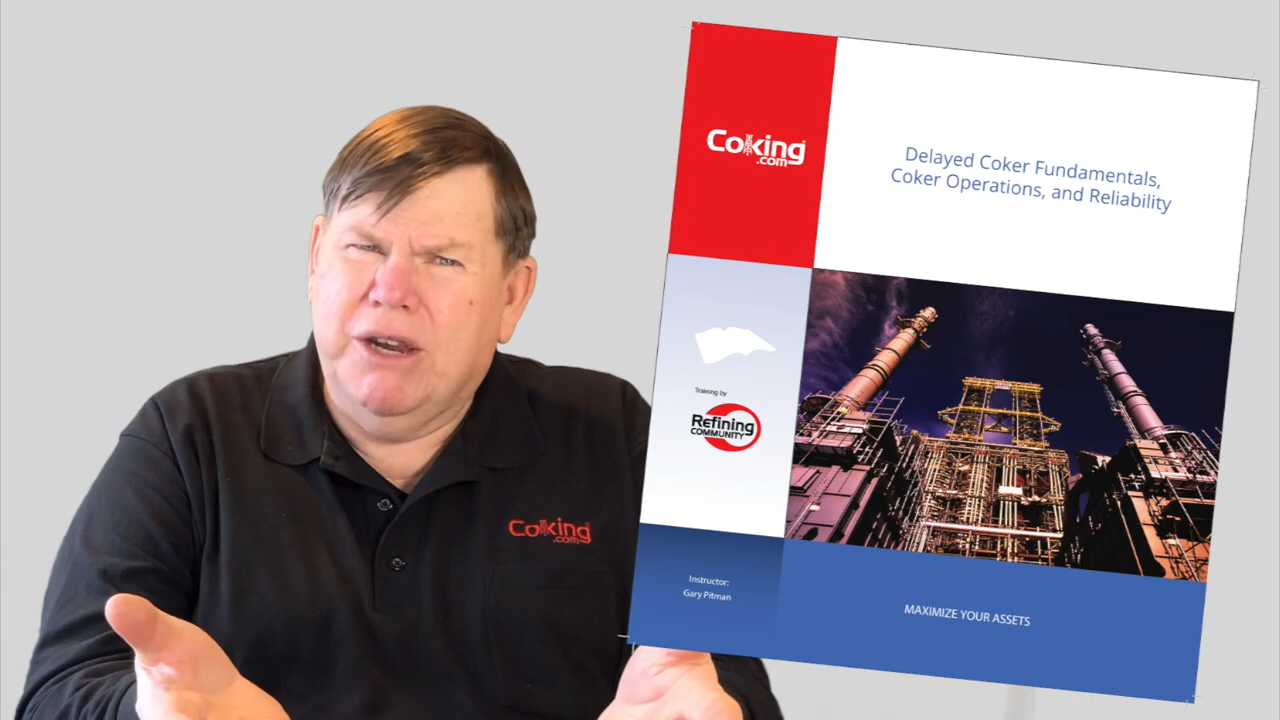 Coking
.com
Delayed Coker Fundamentals,
Coker Operations, and Reliability
Training by
Refining
COMMUNITY
Instructor:
Gary Pitman
MAXIMIZE YOUR ASSETS
Coking
.com